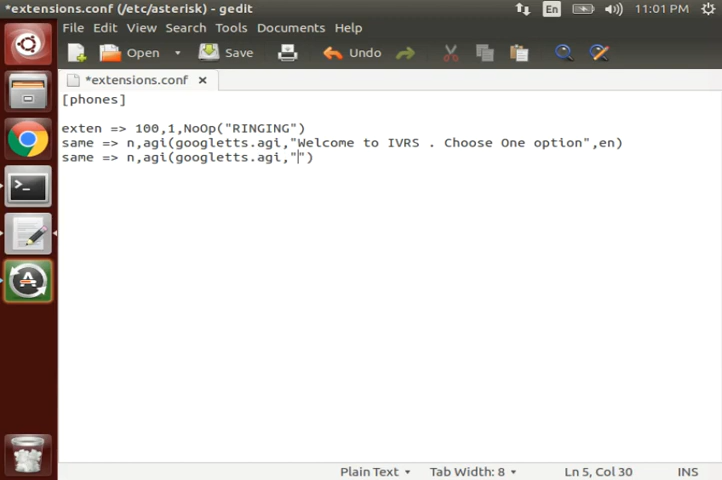 *extensions.conf (/etc/asterisk) - gedit
En
11:01 PM
File Edit View Search Tools Documents Help
Open Save Undo
*extensions.conf ×
[phones]
exten => 100,1,NoOp("RINGING")
same => n,agi(googletts.agi,"Welcome to IVRS . Choose One option",en)
same => n,agi(googletts.agi,"")
Plain Text Tab Width: 8 Ln 5, Col 30 INS